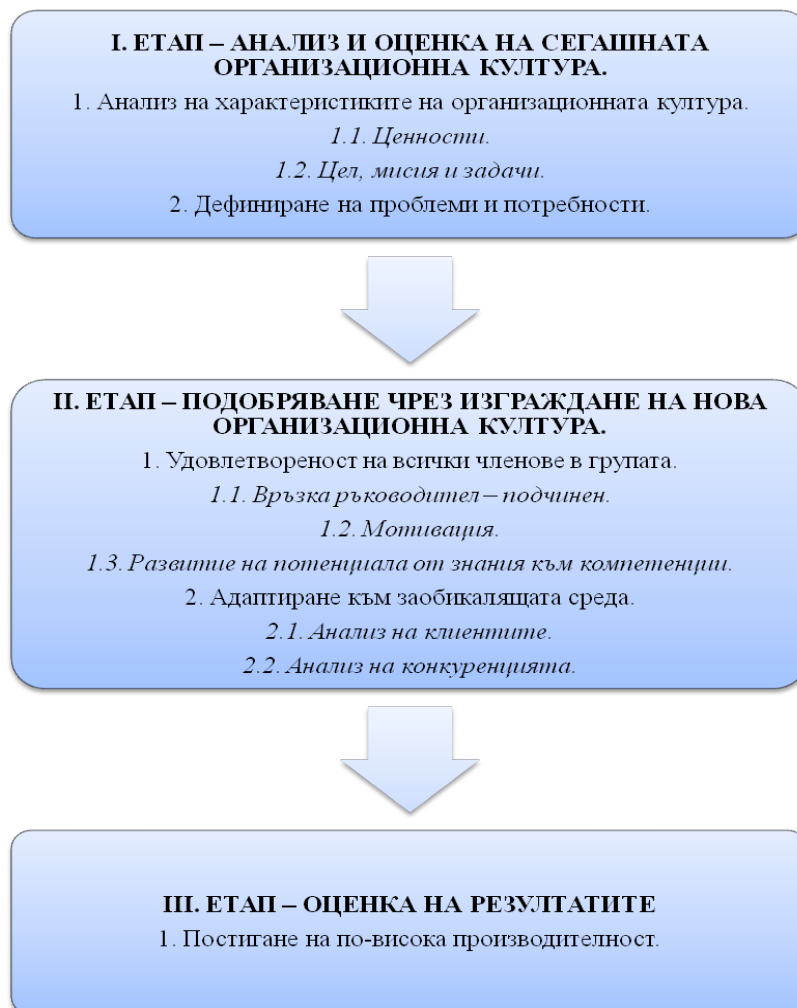 I. ЕТАП – АНАЛИЗ И ОЦЕНКА НА СЕГАШНАТА
ОРГАНИЗАЦИОННА КУЛТУРА.
1. Анализ на характеристиките на организационната култура.
1.1. Ценности.
1.2. Цел, мисия и задачи.
2. Дефиниране на проблеми и потребности.
II. ЕТАП – ПОДОБРЯВАНЕ ЧРЕЗ ИЗГРАЖДАНЕ НА НОВА
ОРГАНИЗАЦИОННА КУЛТУРА.
1. Удовлетвореност на всички членове в групата.
1.1. Връзка ръководител – подчинен.
1.2. Мотивация.
1.3. Развитие на потенциала от знания към компетенции.
2. Адаптиране към заобикалящата среда.
2.1. Анализ на клиентите.
2.2. Анализ на конкуренцията.
III. ЕТАП – ОЦЕНКА НА РЕЗУЛТАТИТЕ
1. Постигане на по-висока производителност.